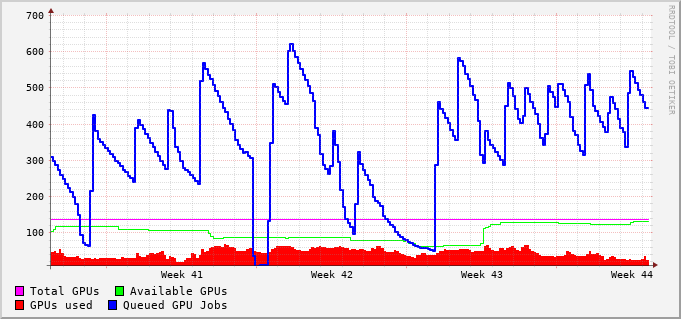 700
600
500
400
300
200
100
Week 41 Week 42 Week 43 Week 44
Total GPUs Available GPUs
GPUs used Queued GPU Jobs
RRDTOOL / TOBI OETIKER